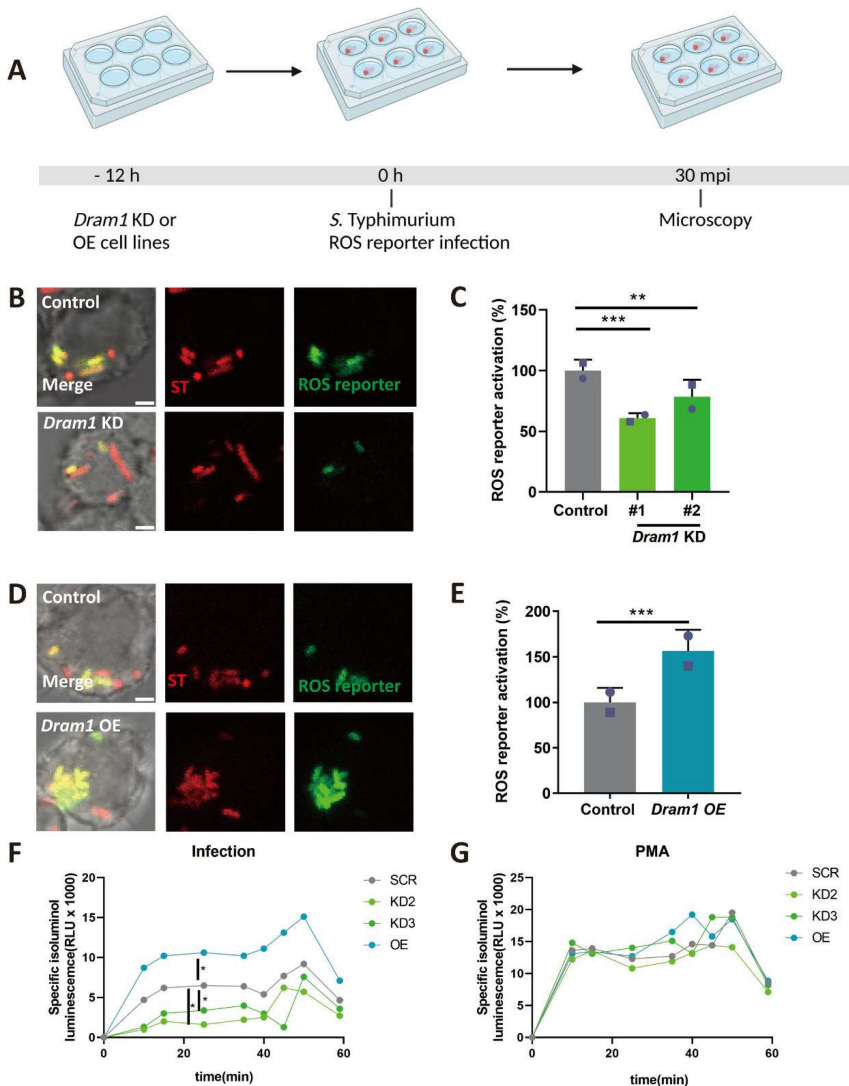 A
- 12 h
0 h
30 mpi
Dram1 KD or
OE cell lines
S. Typhimurium
ROS reporter infection
Microscopy
B
Control
Merge
ST
ROS reporter
Dram1 KD
C
ROS reporter activation (%)
150
100
50
0
**
***
Control
#1
#2
Dram1 KD
D
Control
Merge
ST
ROS reporter
Dram1 OE
E
ROS reporter activation (%)
200
150
100
50
0
***
Control
Dram1 OE
F
Infection
Specific isoluminol
luminescemce(RLU x 1000)
20
15
10
5
0
0
20
40
60
time(min)
*
*
*
SCR
KD2
KD3
OE
G
PMA
Specific isoluminol
luminescemce(RLU x 1000)
25
20
15
10
5
0
0
20
40
60
time(min)
SCR
KD2
KD3
OE